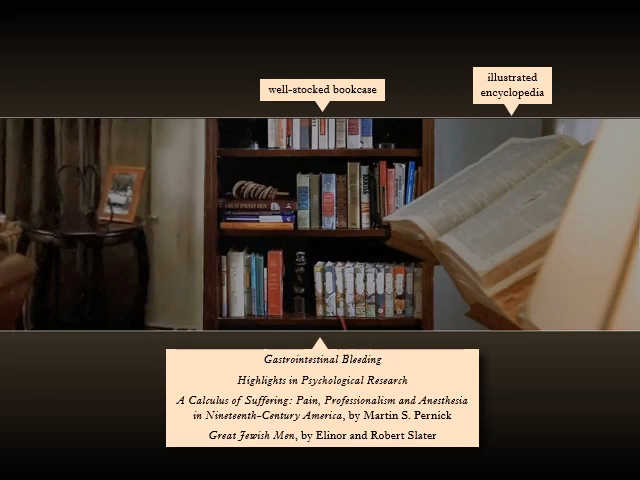 illustrated
encyclopedia
well-stocked bookcase
Gastrointestinal Bleeding
Highlights in Psychological Research
A Calculus of Suffering: Pain, Professionalism and Anesthesia
in Nineteenth-Century America, by Martin S. Pernick
Great Jewish Men, by Elinor and Robert Slater